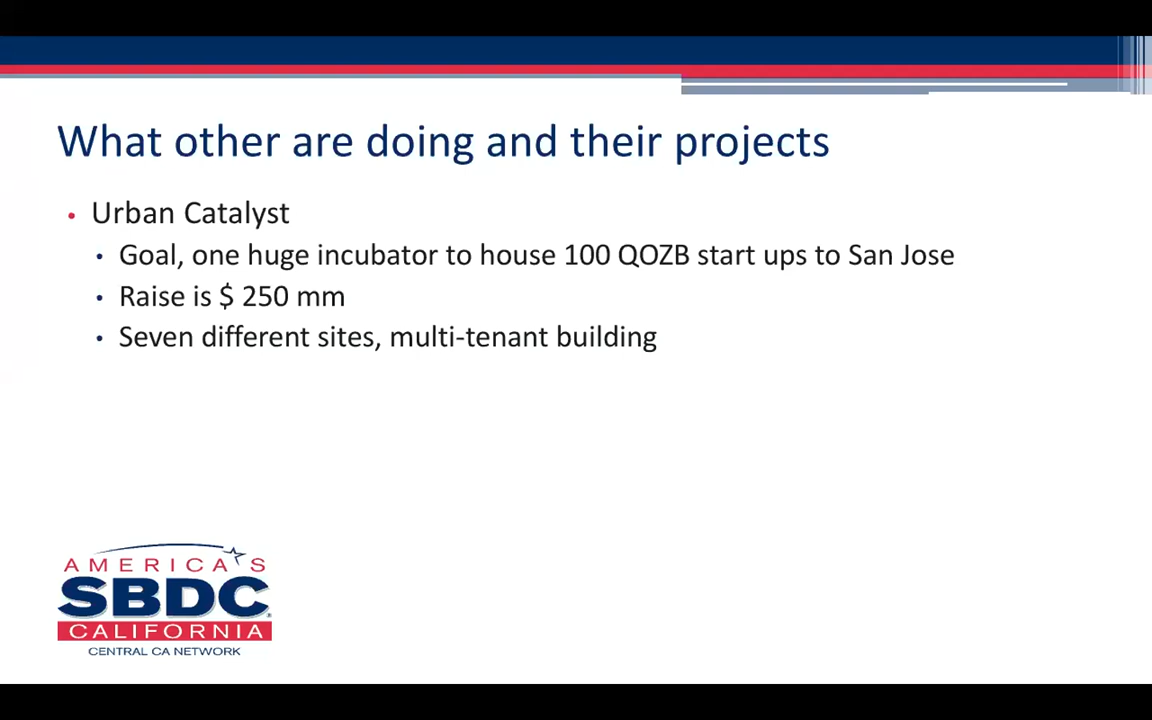 What other are doing and their projects
• Urban Catalyst
• Goal, one huge incubator to house 100 QOZB start ups to San Jose
• Raise is $ 250 mm
• Seven different sites, multi-tenant building
AMERICA'S
SBDC
CALIFORNIA
CENTRAL CA NETWORK